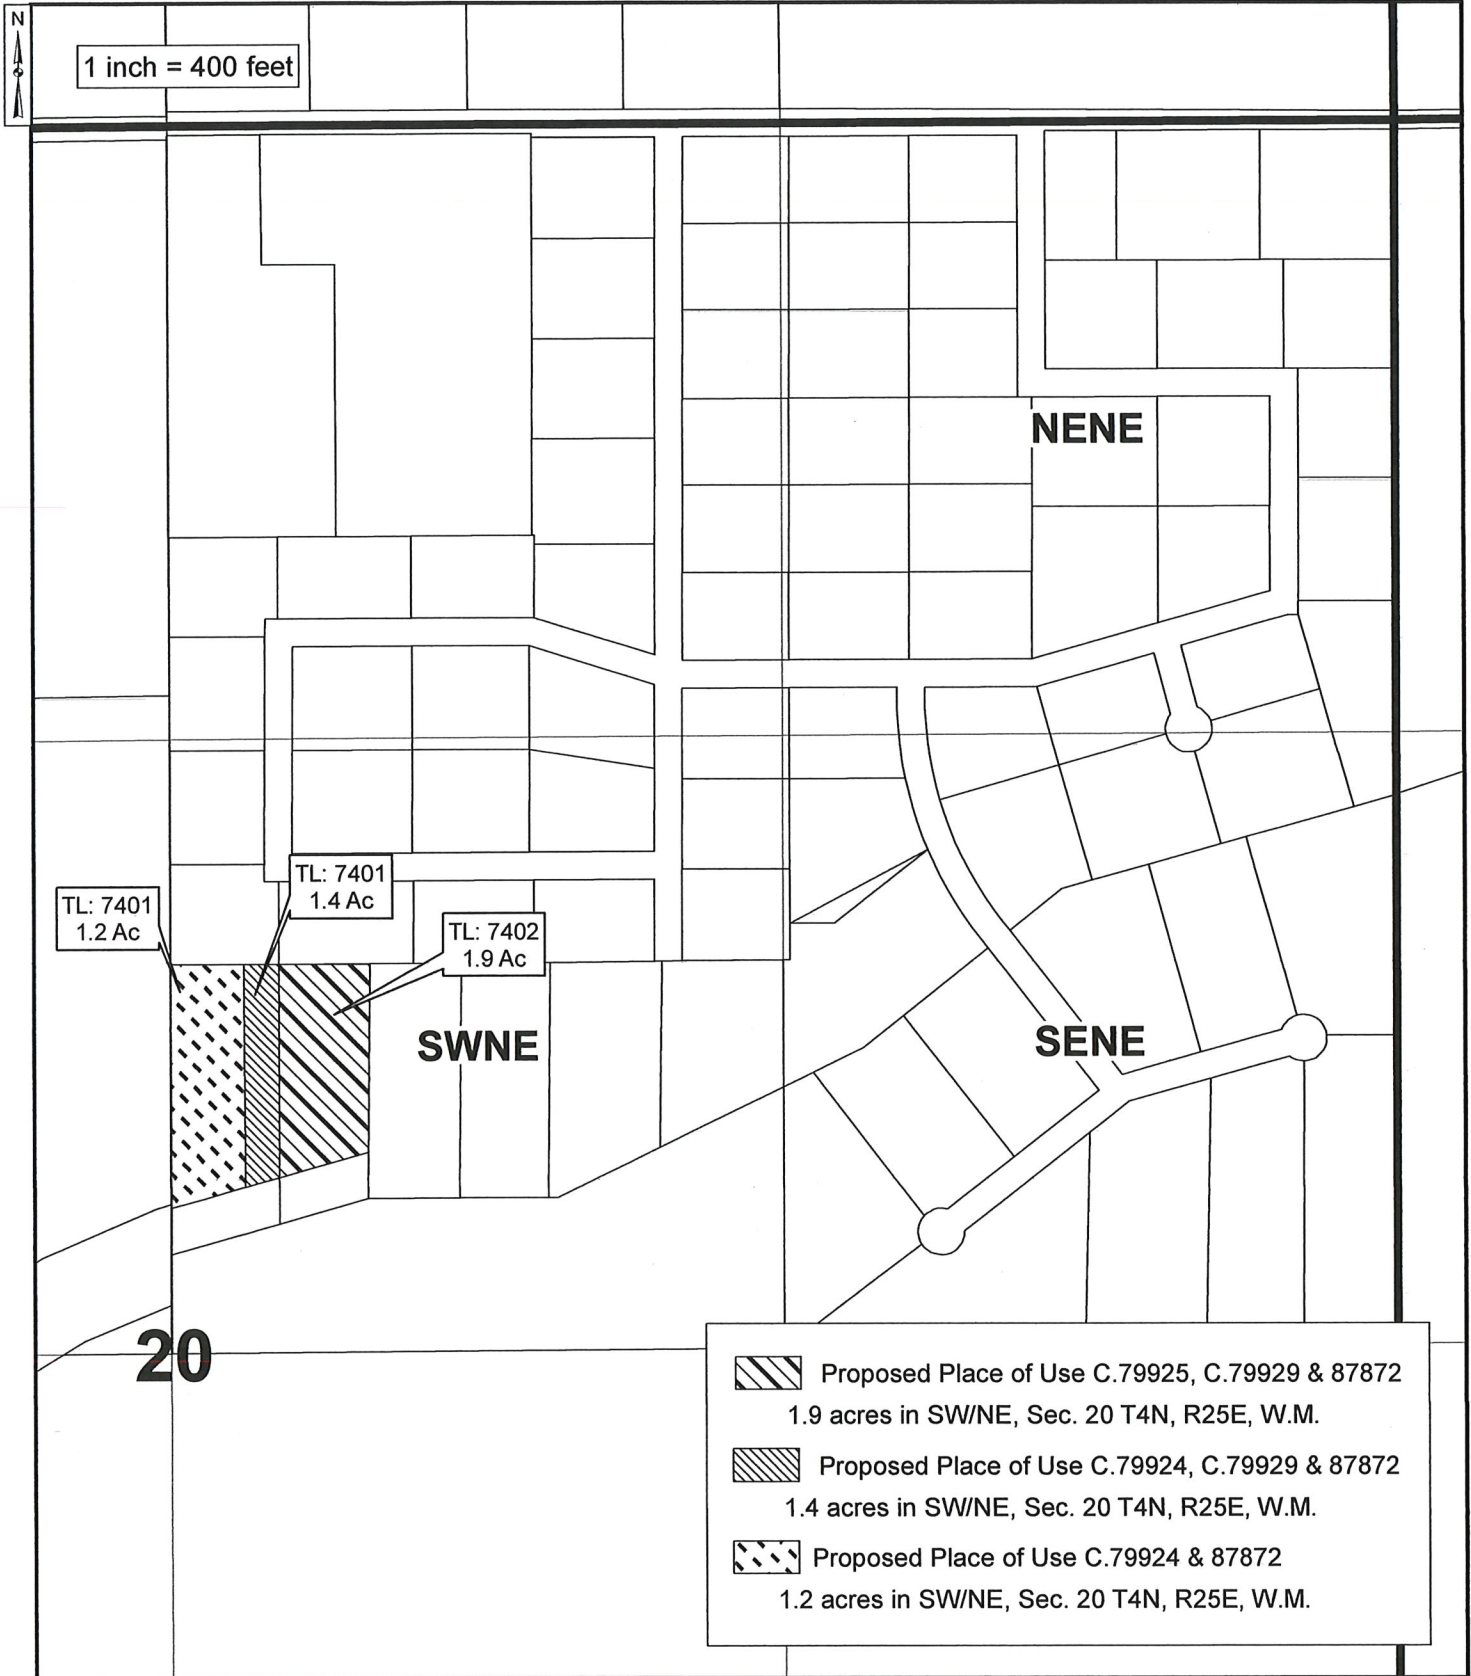 N
1 inch = 400 feet
NENE
TL: 7401
1.4 Ac
TL: 7401
1.2 Ac
TL: 7402
1.9 Ac
SWNE
SENE
20
Proposed Place of Use C.79925, C.79929 & 87872
1.9 acres in SW/NE, Sec. 20 T4N, R25E, W.M.
Proposed Place of Use C.79924, C.79929 & 87872
1.4 acres in SW/NE, Sec. 20 T4N, R25E, W.M.
Proposed Place of Use C.79924 & 87872
1.2 acres in SW/NE, Sec. 20 T4N, R25E, W.M.